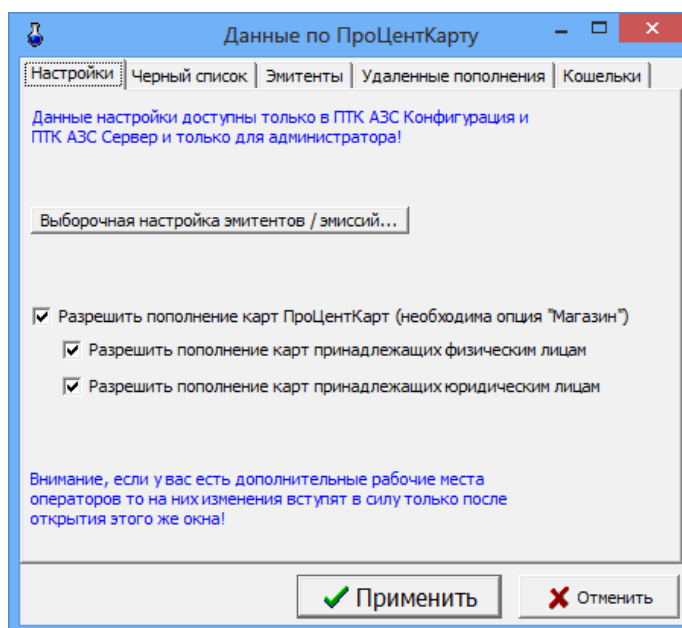 Данные по ПроЦентКарту
Настройки Черный список Эмитенты Удаленные пополнения Кошельки
Данные настройки доступны только в ПТК АЗС Конфигурация и
ПТК АЗС Сервер и только для администратора!
Выборочная настройка эмитентов / эмиссий...
Разрешить пополнение карт ПроЦентКарт (необходима опция "Магазин")
Разрешить пополнение карт принадлежащих физическим лицам
Разрешить пополнение карт принадлежащих юридическим лицам
Внимание, если у вас есть дополнительные рабочие места
операторов то на них изменения вступят в силу только после
открытия этого же окна!
Применить Отменить